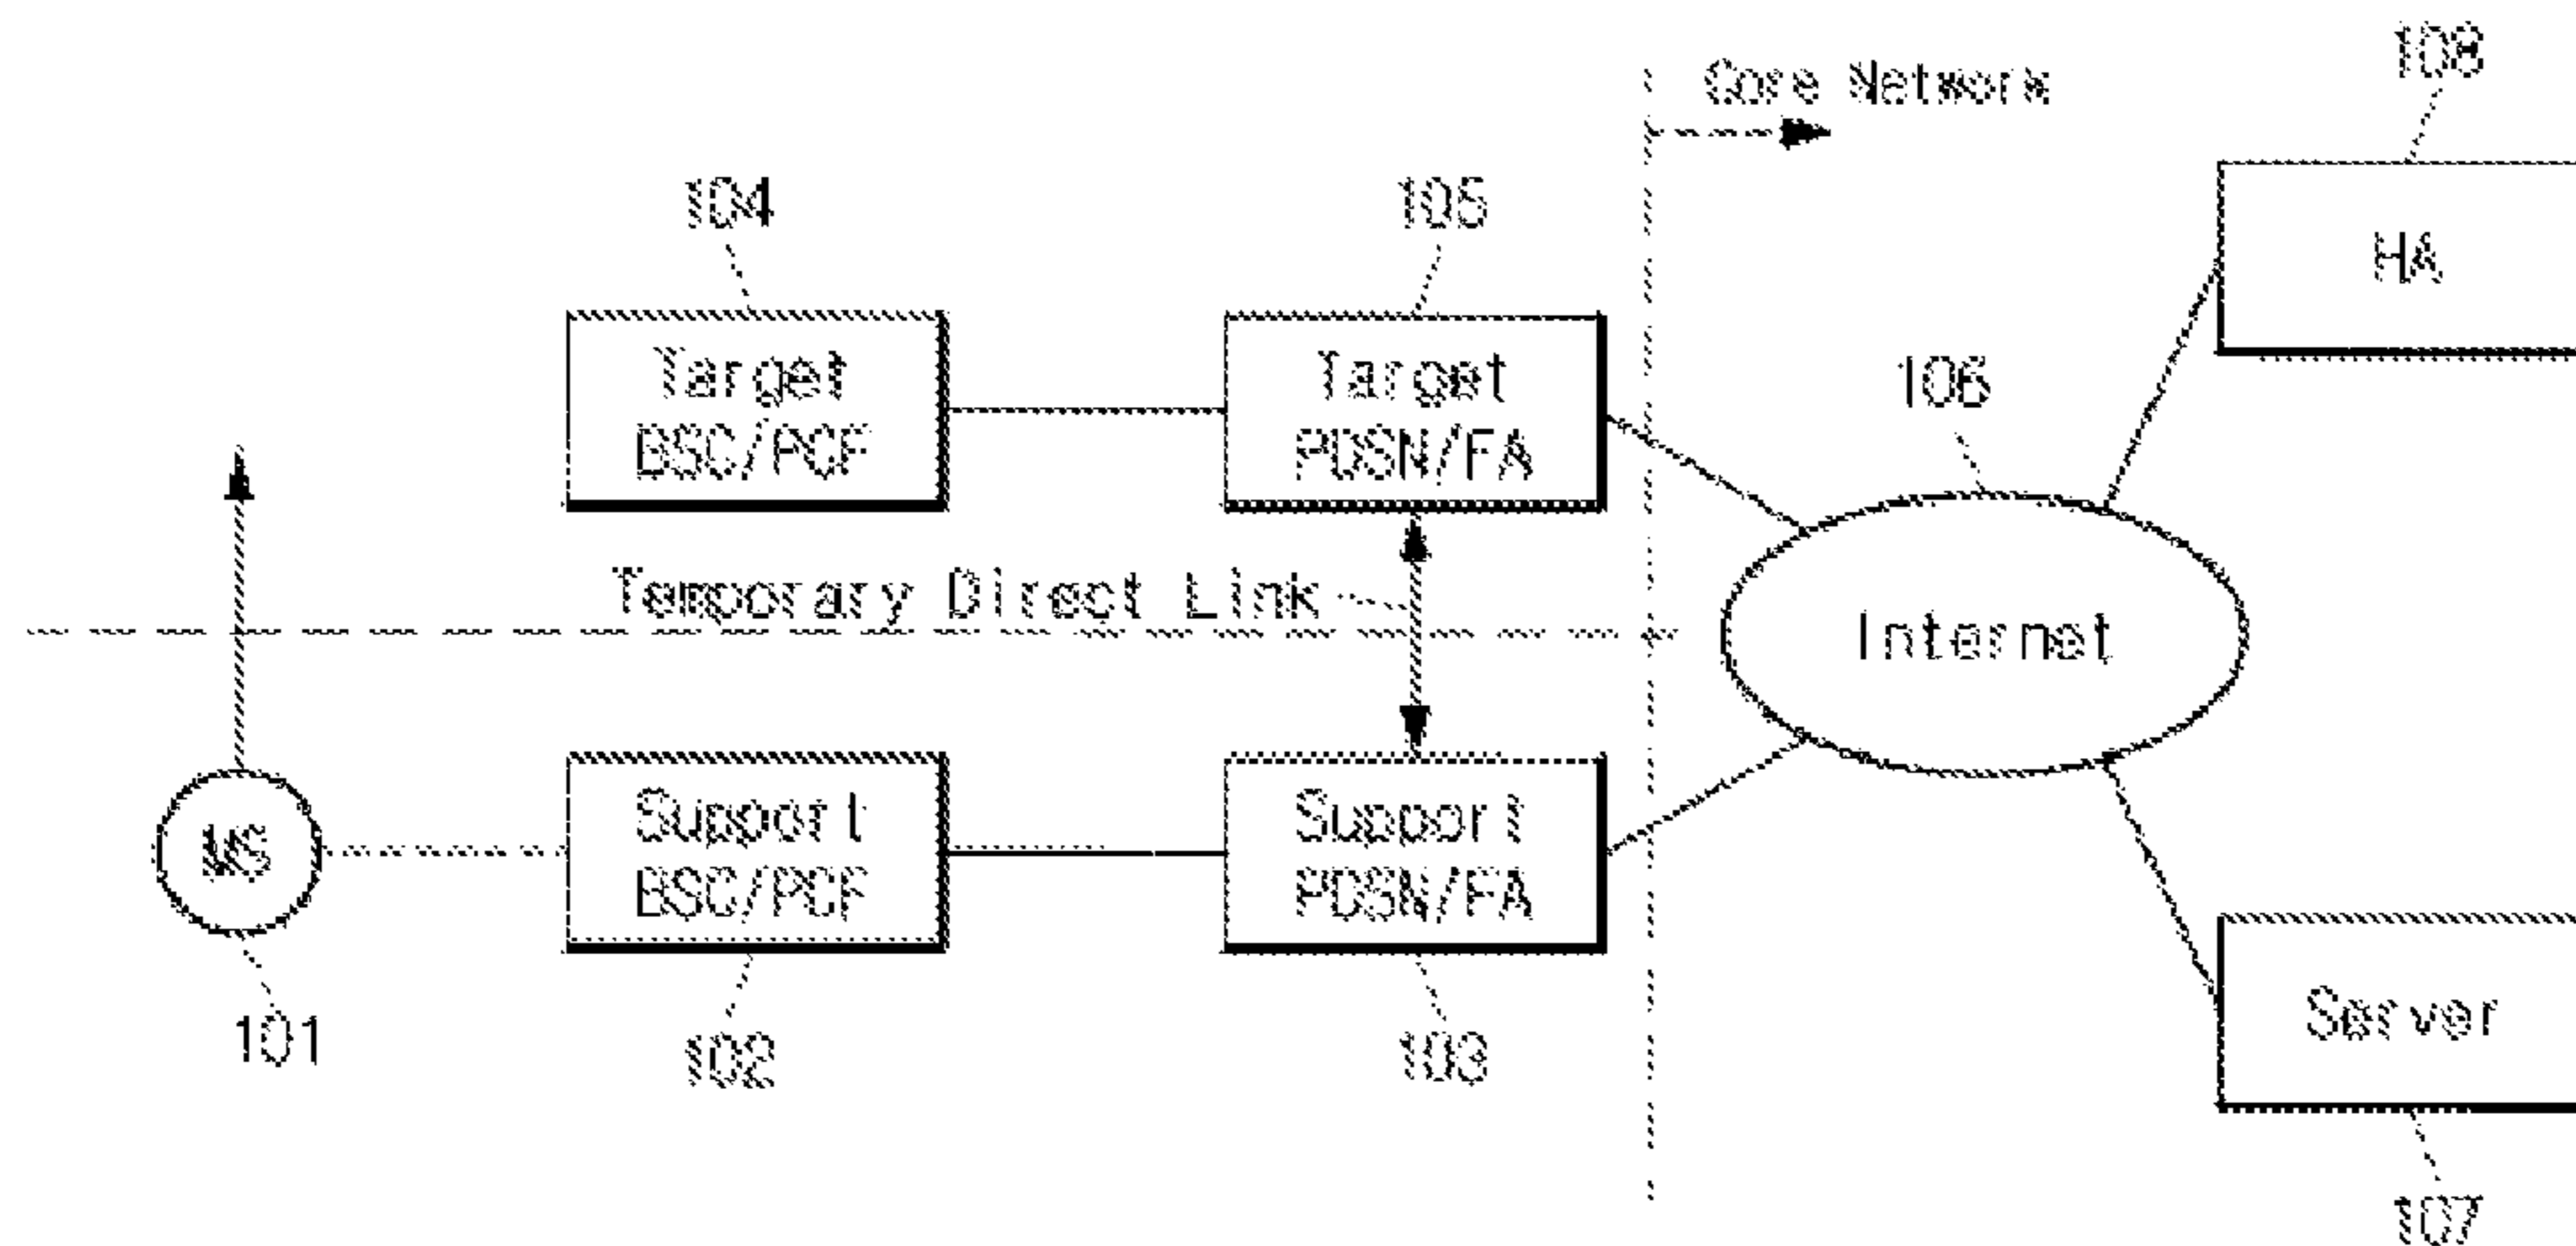 108
Core Network
104
105
HA
Target
BSC/PCF
Target
PDSN/FA
106
Temporary Direct Link
Internet
MS
Support
BSC/PCF
Support
PDSN/FA
Server
101
102
103
107